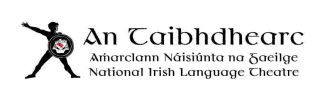 An Taibhdhearc
Amharclann Náisiúnta na Gaeilge
National Irish Language Theatre